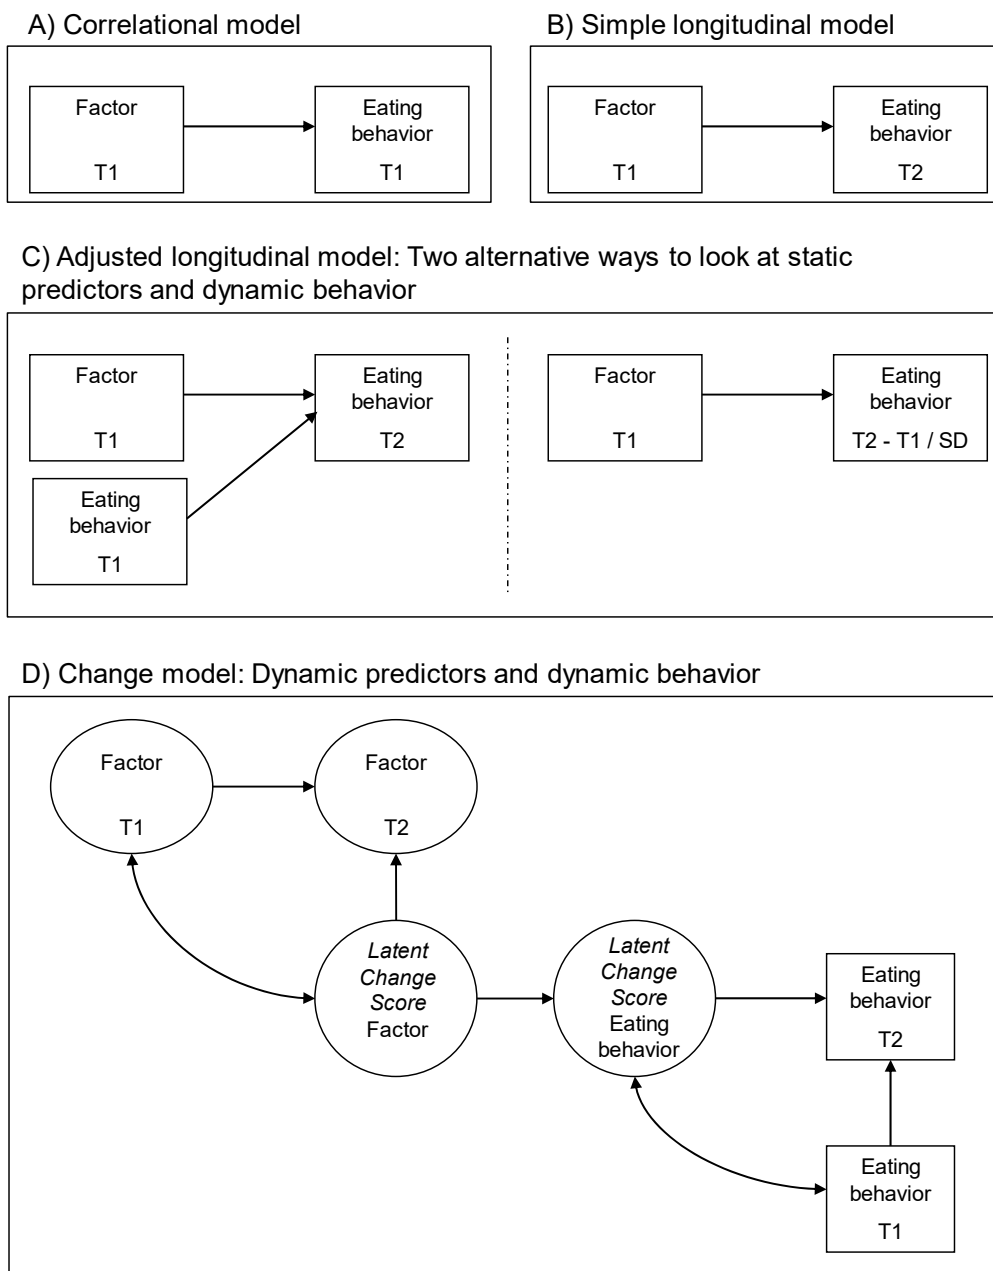 A) Correlational model
Factor
T1
Eating
behavior
T1
B) Simple longitudinal model
Factor
T1
Eating
behavior
T2
C) Adjusted longitudinal model: Two alternative ways to look at static
predictors and dynamic behavior
Factor
T1
Eating
behavior
T2
Eating
behavior
T1
Factor
T1
Eating
behavior
T2 - T1 / SD
D) Change model: Dynamic predictors and dynamic behavior
Factor
T1
Factor
T2
Latent
Change
Score
Factor
Latent
Change
Score
Eating
behavior
Eating
behavior
T2
Eating
behavior
T1